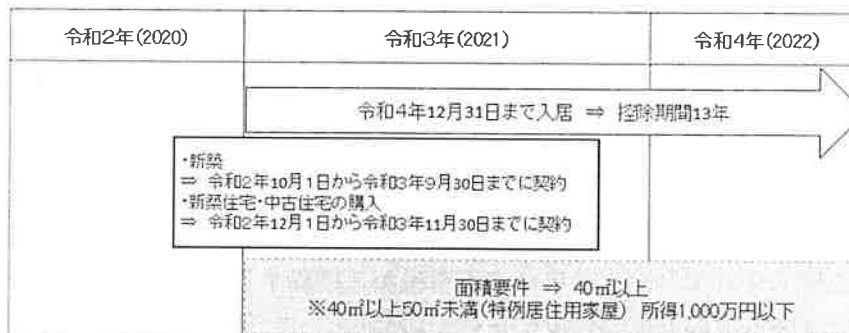 令和2年(2020)
令和3年(2021)
令和4年(2022)
令和4年12月31日まで入居 ⇒ 控除期間13年
・新築
⇒ 令和2年10月1日から令和3年9月30日までに契約
・新築住宅・中古住宅の購入
⇒ 令和2年12月1日から令和3年11月30日までに契約
面積要件 ⇒ 40㎡以上
※40㎡以上50㎡未満(特例居住用家屋) 所得1,000万円以下